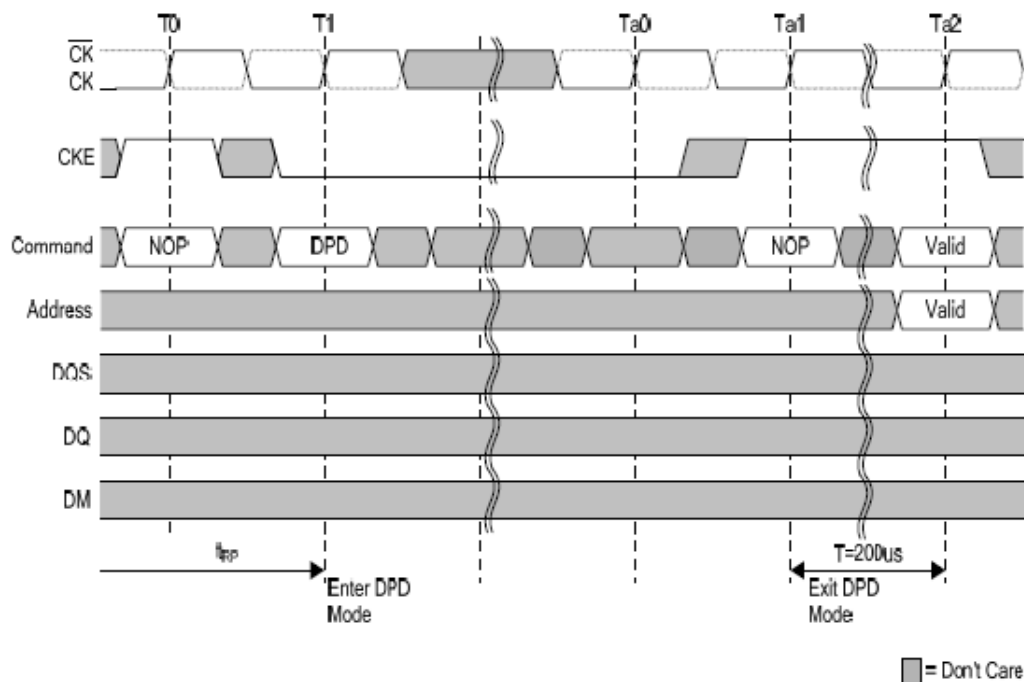 T0 T1 Ta0 Ta1 Ta2
CK
CK
CKE
Command NOP DPD NOP Valid
Address Valid
DQS
DQ
DM
tRP T=200us
Enter DPD
Mode
Exit DPD
Mode
= Don't Care